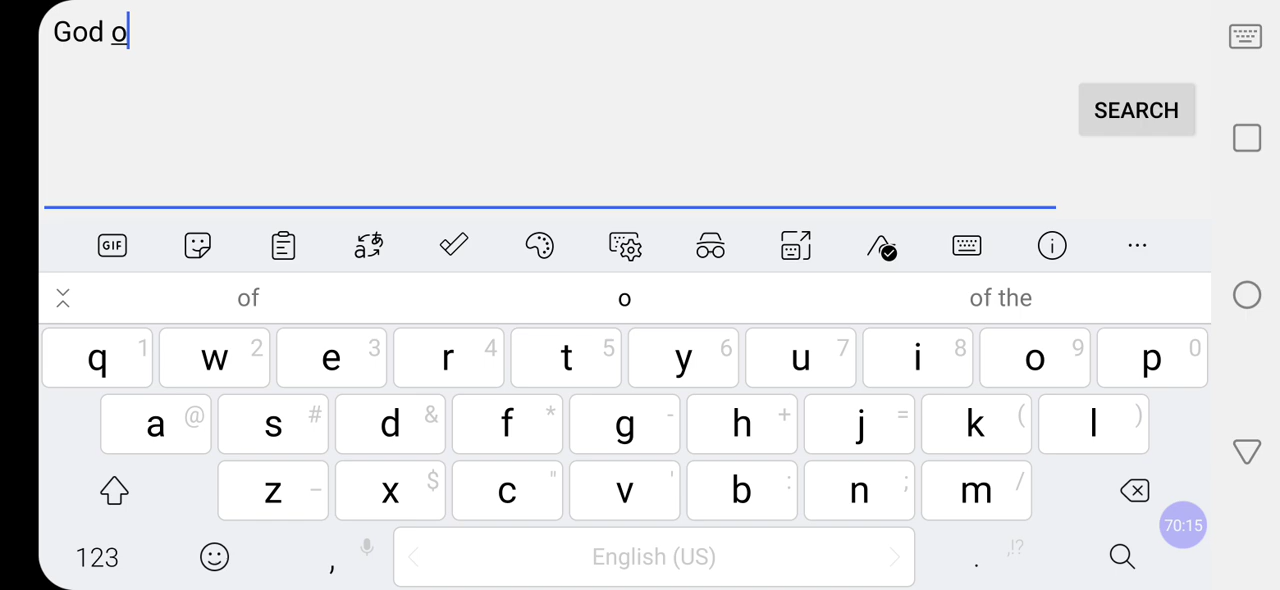 God o
SEARCH
GIF
of o of the
q 1 w 2 e 3 r 4 t 5 y 6 u 7 i 8 o 9 p 0
a @ s # d & f * g - h + j = k ( l )
z _ x $ c " v ' b : n ; m /
70:15
123 , English (US) . ,!?